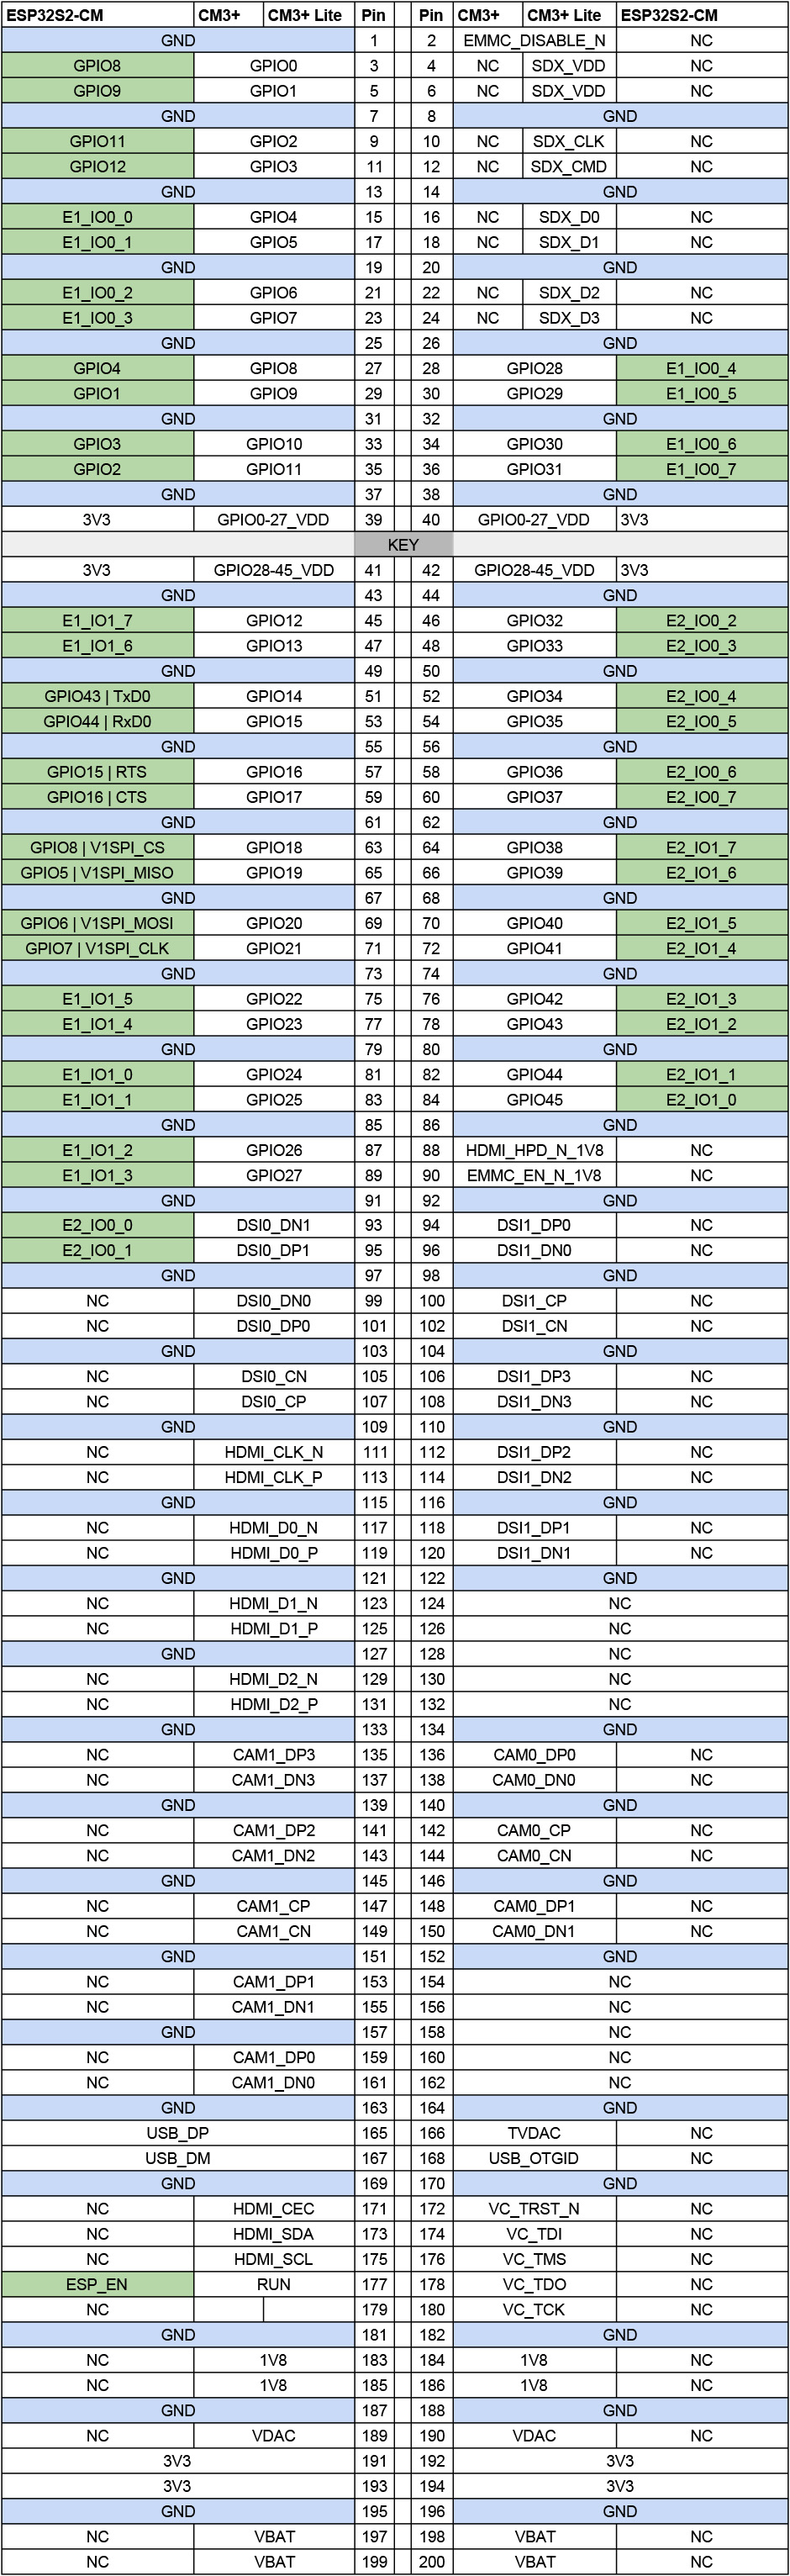 ESP32S2-CM CM3+ CM3+ Lite Pin Pin CM3+ CM3+ Lite ESP32S2-CM
GND 1 2 EMMC_DISABLE_N NC
GPIO8 GPIO0 3 4 NC SDX_VDD NC
GPIO9 GPIO1 5 6 NC SDX_VDD NC
GND 7 8 GND
GPIO11 GPIO2 9 10 NC SDX_CLK NC
GPIO12 GPIO3 11 12 NC SDX_CMD NC
GND 13 14 GND
E1_IO0_0 GPIO4 15 16 NC SDX_D0 NC
E1_IO0_1 GPIO5 17 18 NC SDX_D1 NC
GND 19 20 GND
E1_IO0_2 GPIO6 21 22 NC SDX_D2 NC
E1_IO0_3 GPIO7 23 24 NC SDX_D3 NC
GND 25 26 GND
GPIO4 GPIO8 27 28 GPIO28 E1_IO0_4
GPIO1 GPIO9 29 30 GPIO29 E1_IO0_5
GND 31 32 GND
GPIO3 GPIO10 33 34 GPIO30 E1_IO0_6
GPIO2 GPIO11 35 36 GPIO31 E1_IO0_7
GND 37 38 GND
3V3 GPIO0-27_VDD 39 40 GPIO0-27_VDD 3V3
KEY
3V3 GPIO28-45_VDD 41 42 GPIO28-45_VDD 3V3
GND 43 44 GND
E1_IO1_7 GPIO12 45 46 GPIO32 E2_IO0_2
E1_IO1_6 GPIO13 47 48 GPIO33 E2_IO0_3
GND 49 50 GND
GPIO43 | TxD0 GPIO14 51 52 GPIO34 E2_IO0_4
GPIO44 | RxD0 GPIO15 53 54 GPIO35 E2_IO0_5
GND 55 56 GND
GPIO15 | RTS GPIO16 57 58 GPIO36 E2_IO0_6
GPIO16 | CTS GPIO17 59 60 GPIO37 E2_IO0_7
GND 61 62 GND
GPIO8 | V1SPI_CS GPIO18 63 64 GPIO38 E2_IO1_7
GPIO5 | V1SPI_MISO GPIO19 65 66 GPIO39 E2_IO1_6
GND 67 68 GND
GPIO6 | V1SPI_MOSI GPIO20 69 70 GPIO40 E2_IO1_5
GPIO7 | V1SPI_CLK GPIO21 71 72 GPIO41 E2_IO1_4
GND 73 74 GND
E1_IO1_5 GPIO22 75 76 GPIO42 E2_IO1_3
E1_IO1_4 GPIO23 77 78 GPIO43 E2_IO1_2
GND 79 80 GND
E1_IO1_0 GPIO24 81 82 GPIO44 E2_IO1_1
E1_IO1_1 GPIO25 83 84 GPIO45 E2_IO1_0
GND 85 86 GND
E1_IO1_2 GPIO26 87 88 HDMI_HPD_N_1V8 NC
E1_IO1_3 GPIO27 89 90 EMMC_EN_N_1V8 NC
GND 91 92 GND
E2_IO0_0 DSI0_DN1 93 94 DSI1_DP0 NC
E2_IO0_1 DSI0_DP1 95 96 DSI1_DN0 NC
GND 97 98 GND
NC DSI0_DN0 99 100 DSI1_CP NC
NC DSI0_DP0 101 102 DSI1_CN NC
GND 103 104 GND
NC DSI0_CN 105 106 DSI1_DP3 NC
NC DSI0_CP 107 108 DSI1_DN3 NC
GND 109 110 GND
NC HDMI_CLK_N 111 112 DSI1_DP2 NC
NC HDMI_CLK_P 113 114 DSI1_DN2 NC
GND 115 116 GND
NC HDMI_D0_N 117 118 DSI1_DP1 NC
NC HDMI_D0_P 119 120 DSI1_DN1 NC
GND 121 122 GND
NC HDMI_D1_N 123 124 NC
NC HDMI_D1_P 125 126 NC
GND 127 128 NC
NC HDMI_D2_N 129 130 NC
NC HDMI_D2_P 131 132 NC
GND 133 134 GND
NC CAM1_DP3 135 136 CAM0_DP0 NC
NC CAM1_DN3 137 138 CAM0_DN0 NC
GND 139 140 GND
NC CAM1_DP2 141 142 CAM0_CP NC
NC CAM1_DN2 143 144 CAM0_CN NC
GND 145 146 GND
NC CAM1_CP 147 148 CAM0_DP1 NC
NC CAM1_CN 149 150 CAM0_DN1 NC
GND 151 152 GND
NC CAM1_DP1 153 154 NC
NC CAM1_DN1 155 156 NC
GND 157 158 NC
NC CAM1_DP0 159 160 NC
NC CAM1_DN0 161 162 NC
GND 163 164 GND
USB_DP 165 166 TVDAC NC
USB_DM 167 168 USB_OTGID NC
GND 169 170 GND
NC HDMI_CEC 171 172 VC_TRST_N NC
NC HDMI_SDA 173 174 VC_TDI NC
NC HDMI_SCL 175 176 VC_TMS NC
ESP_EN RUN 177 178 VC_TDO NC
NC 179 180 VC_TCK NC
GND 181 182 GND
NC 1V8 183 184 1V8 NC
NC 1V8 185 186 1V8 NC
GND 187 188 GND
NC VDAC 189 190 VDAC NC
3V3 191 192 3V3
3V3 193 194 3V3
GND 195 196 GND
NC VBAT 197 198 VBAT NC
NC VBAT 199 200 VBAT NC